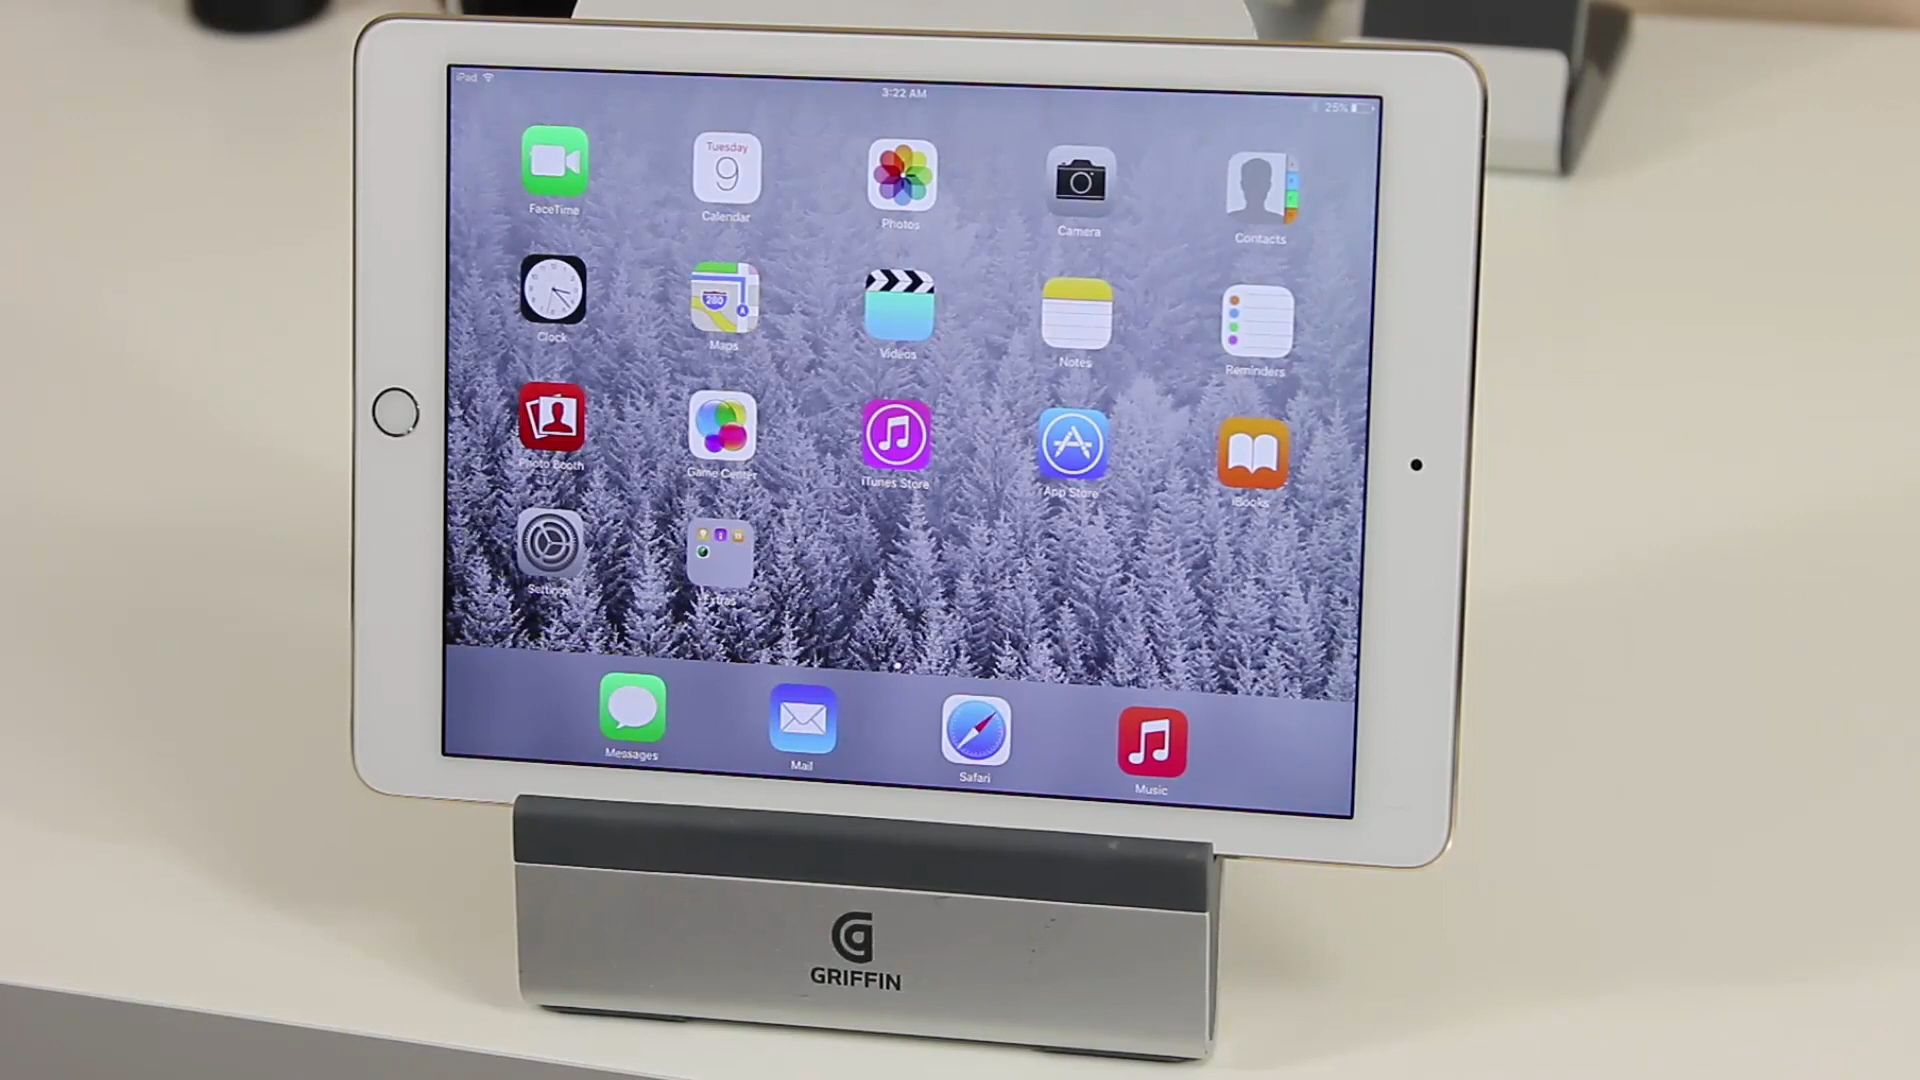 iPad
3:22 AM
25%
Tuesday
9
FaceTime
Calendar
Photos
Camera
Contacts
280
A
Clock
Maps
Videos
Notes
Reminders
Photo Booth
Game Center
iTunes Store
App Store
iBooks
Settings
Extras
Messages
Mail
Safari
Music
GRIFFIN